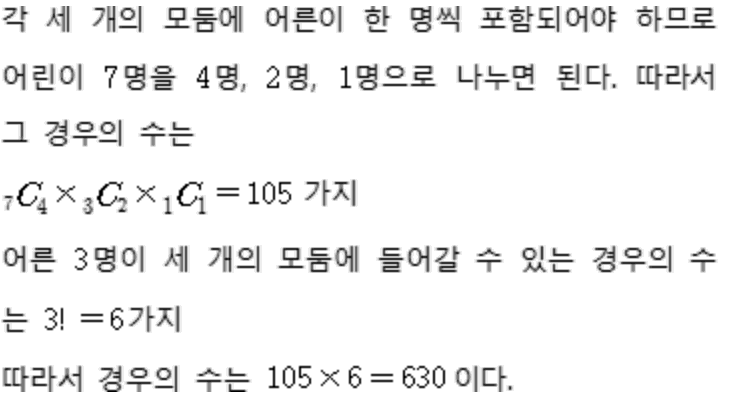 각 세 개의 모둠에 어른이 한 명씩 포함되어야 하므로
어린이 7명을 4명, 2명, 1명으로 나누면 된다. 따라서
그 경우의 수는
₇C₄ × ₃C₂ × ₁C₁ = 105 가지
어른 3명이 세 개의 모둠에 들어갈 수 있는 경우의 수
는 3! = 6가지
따라서 경우의 수는 105 × 6 = 630 이다.